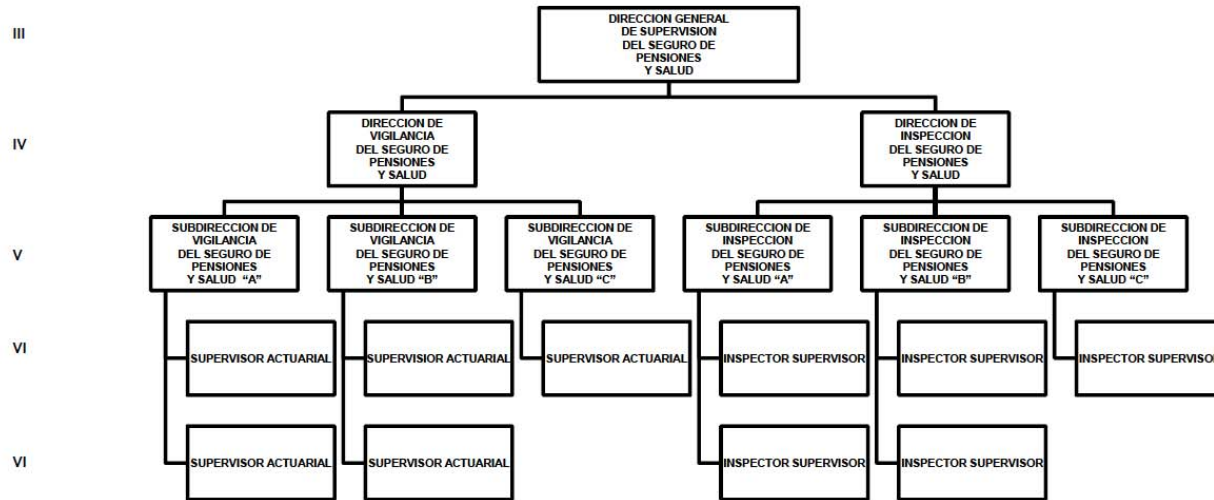 III
DIRECCION GENERAL
DE SUPERVISION
DEL SEGURO DE
PENSIONES
Y SALUD
IV
DIRECCION DE
VIGILANCIA
DEL SEGURO DE
PENSIONES
Y SALUD
DIRECCION DE
INSPECCION
DEL SEGURO DE
PENSIONES
Y SALUD
V
SUBDIRECCION DE
VIGILANCIA
DEL SEGURO DE
PENSIONES
Y SALUD “A”
SUBDIRECCION DE
VIGILANCIA
DEL SEGURO DE
PENSIONES
Y SALUD “B”
SUBDIRECCION DE
VIGILANCIA
DEL SEGURO DE
PENSIONES
Y SALUD “C”
SUBDIRECCION DE
INSPECCION
DEL SEGURO DE
PENSIONES
Y SALUD “A”
SUBDIRECCION DE
INSPECCION
DEL SEGURO DE
PENSIONES
Y SALUD “B”
SUBDIRECCION DE
INSPECCION
DEL SEGURO DE
PENSIONES
Y SALUD “C”
VI
SUPERVISOR ACTUARIAL
SUPERVISIOR ACTUARIAL
SUPERVISOR ACTUARIAL
INSPECTOR SUPERVISOR
INSPECTOR SUPERVISOR
INSPECTOR SUPERVISOR
VI
SUPERVISOR ACTUARIAL
SUPERVISOR ACTUARIAL
INSPECTOR SUPERVISOR
INSPECTOR SUPERVISOR